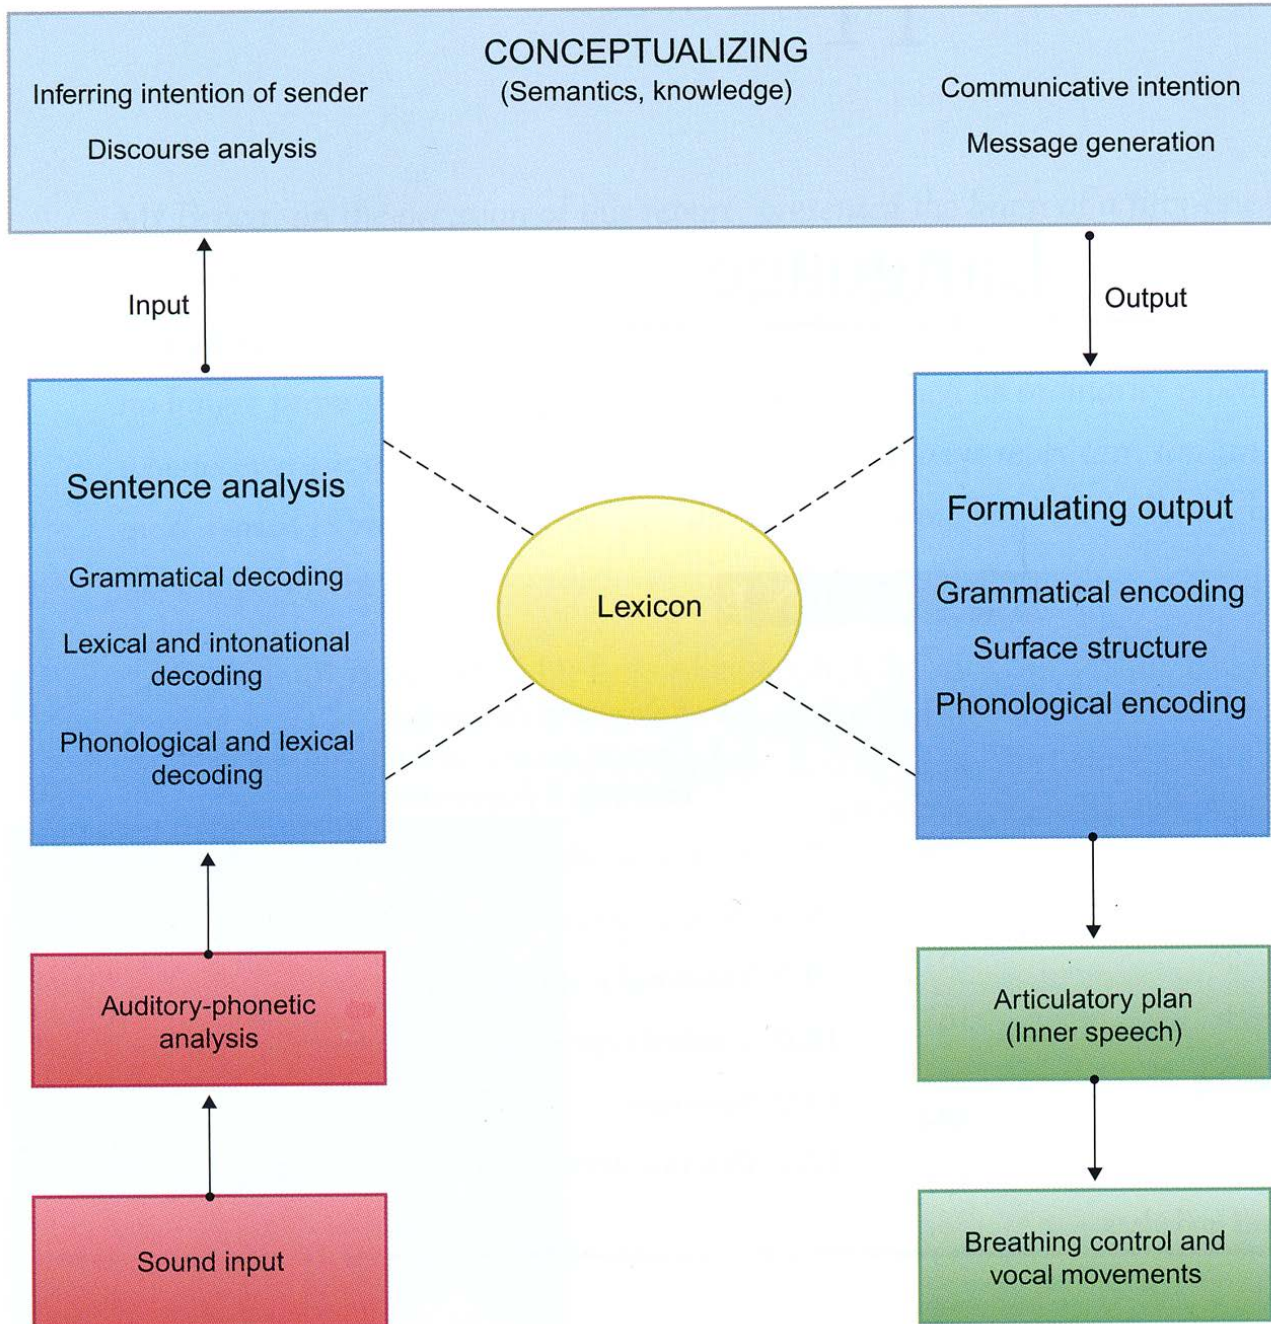 CONCEPTUALIZING
(Semantics, knowledge)
Inferring intention of sender
Discourse analysis
Communicative intention
Message generation
Input
Output
Sentence analysis
Grammatical decoding
Lexical and intonational
decoding
Phonological and lexical
decoding
Lexicon
Formulating output
Grammatical encoding
Surface structure
Phonological encoding
Auditory-phonetic
analysis
Articulatory plan
(Inner speech)
Sound input
Breathing control and
vocal movements